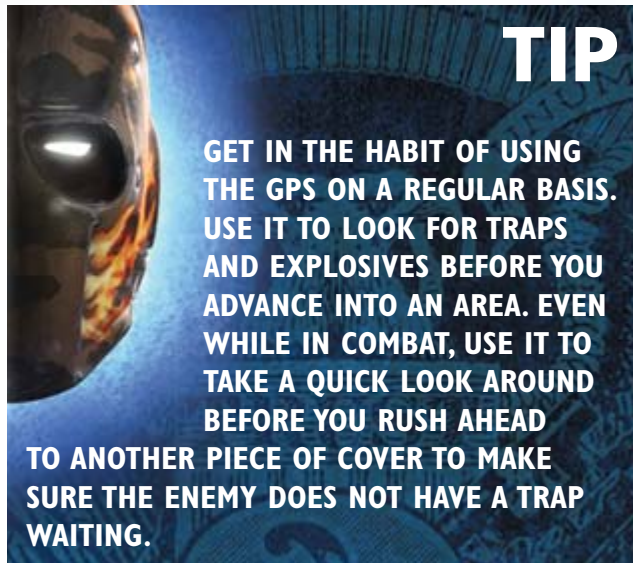 TIP
GET IN THE HABIT OF USING
THE GPS ON A REGULAR BASIS.
USE IT TO LOOK FOR TRAPS
AND EXPLOSIVES BEFORE YOU
ADVANCE INTO AN AREA. EVEN
WHILE IN COMBAT, USE IT TO
TAKE A QUICK LOOK AROUND
BEFORE YOU RUSH AHEAD
TO ANOTHER PIECE OF COVER TO MAKE
SURE THE ENEMY DOES NOT HAVE A TRAP
WAITING.